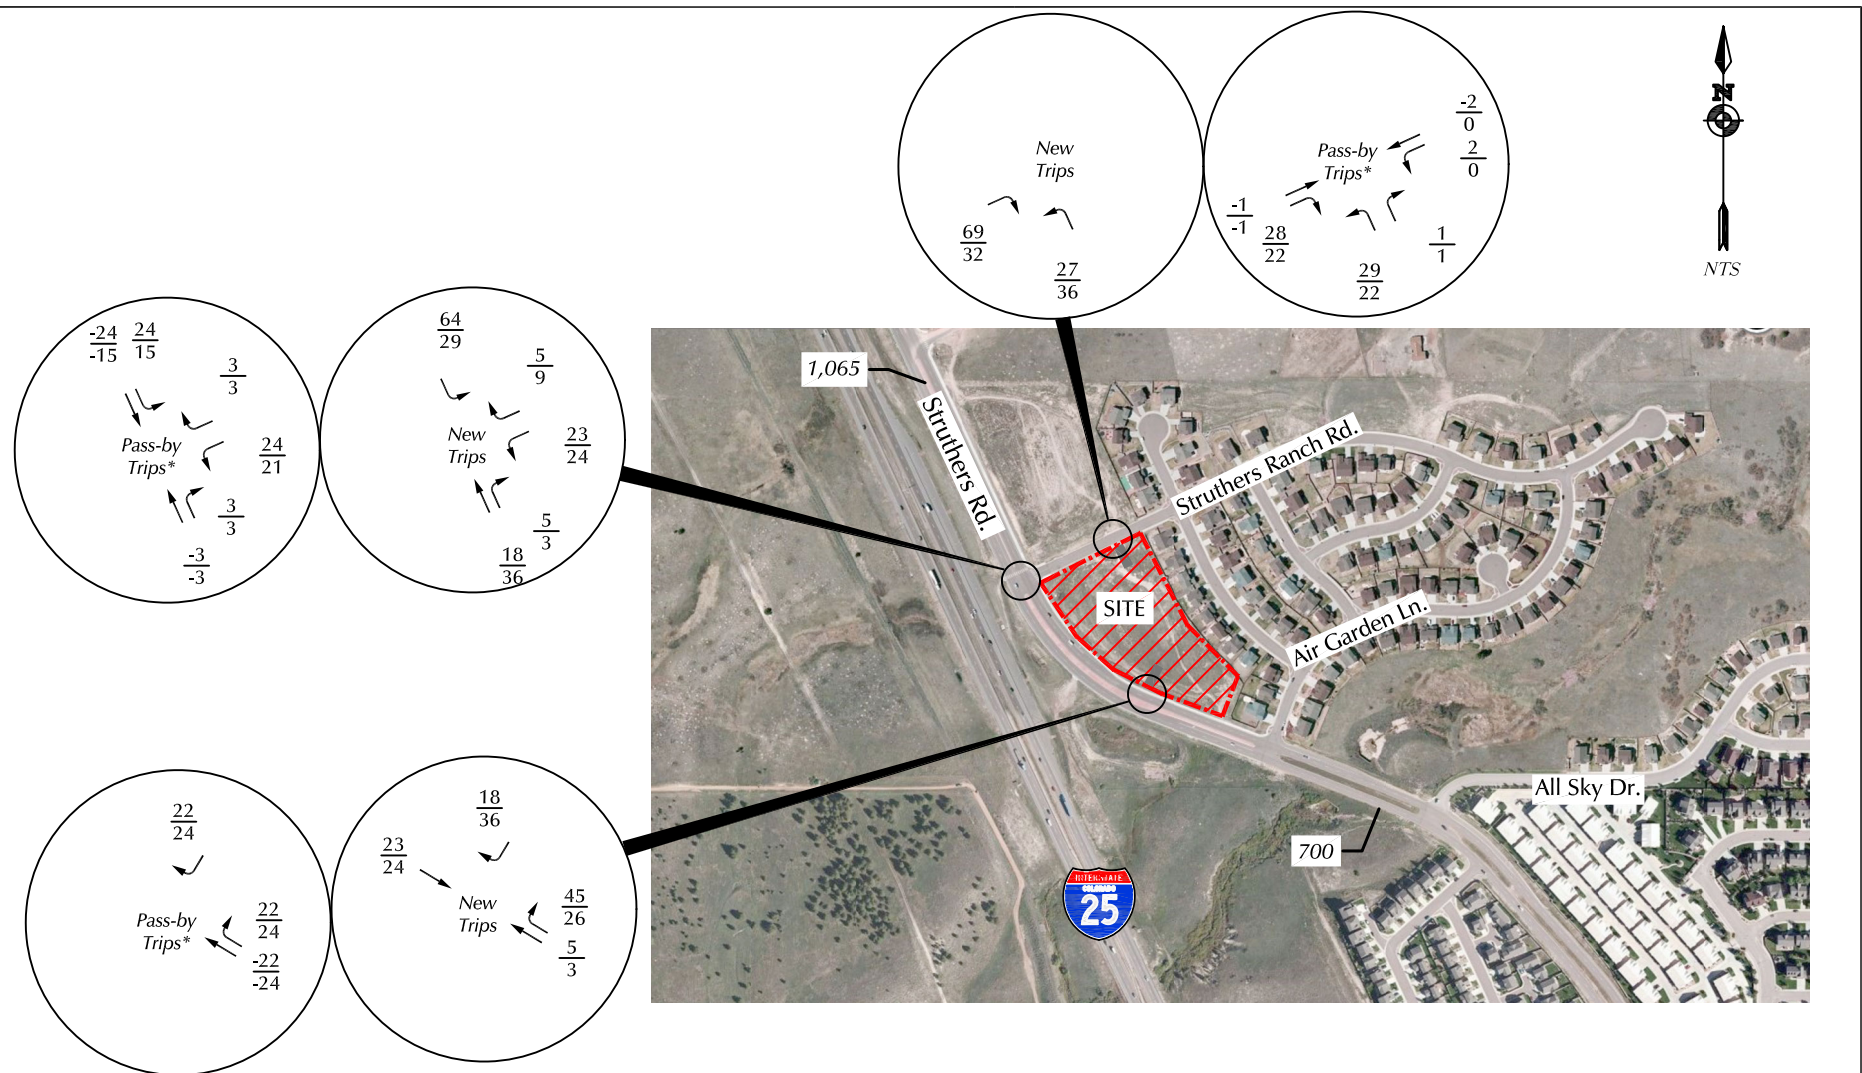 New
Trips
69
32
27
36
Pass-by
Trips*
-2
0
2
0
-1
-1
28
22
29
22
1
1
N
NTS
-24
-15
24
15
3
3
Pass-by
Trips*
24
21
3
3
-3
-3
64
29
5
9
New
Trips
23
24
5
3
18
36
1,065
Struthers Rd.
Struthers Ranch Rd.
SITE
Air Garden Ln.
All Sky Dr.
700
INTERSTATE
COLORADO
25
22
24
Pass-by
Trips*
22
24
-22
-24
18
36
23
24
New
Trips
45
26
5
3